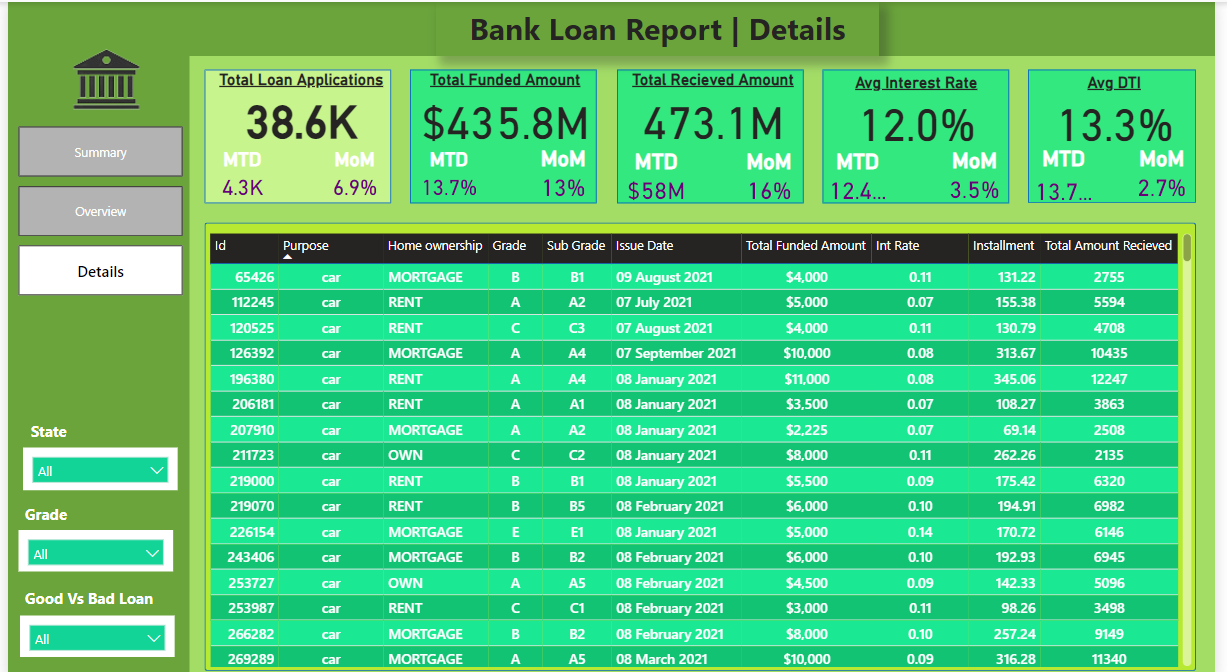 Bank Loan Report | Details
Total Loan Applications
38.6K
MTD MoM
4.3K 6.9%
Total Funded Amount
$435.8M
MTD MoM
13.7% 13%
Total Recieved Amount
473.1M
MTD MoM
$58M 16%
Avg Interest Rate
12.0%
MTD MoM
12.4... 3.5%
Avg DTI
13.3%
MTD MoM
13.7... 2.7%
Summary
Overview
Details
State
All
Grade
All
Good Vs Bad Loan
All
Id Purpose Home ownership Grade Sub Grade Issue Date Total Funded Amount Int Rate Installment Total Amount Recieved
65426 car MORTGAGE B B1 09 August 2021 $4,000 0.11 131.22 2755
112245 car RENT A A2 07 July 2021 $5,000 0.07 155.38 5594
120525 car RENT C C3 07 August 2021 $4,000 0.11 130.79 4708
126392 car MORTGAGE A A4 07 September 2021 $10,000 0.08 313.67 10435
196380 car RENT A A4 08 January 2021 $11,000 0.08 345.06 12247
206181 car RENT A A1 08 January 2021 $3,500 0.07 108.27 3863
207910 car MORTGAGE A A2 08 January 2021 $2,225 0.07 69.14 2508
211723 car OWN C C2 08 January 2021 $8,000 0.11 262.26 2135
219000 car RENT B B1 08 January 2021 $5,500 0.09 175.42 6320
219070 car RENT B B5 08 February 2021 $6,000 0.10 194.91 6982
226154 car MORTGAGE E E1 08 January 2021 $5,000 0.14 170.72 6146
243406 car MORTGAGE B B2 08 February 2021 $6,000 0.10 192.93 6945
253727 car OWN A A5 08 February 2021 $4,500 0.09 142.33 5096
253987 car RENT C C1 08 February 2021 $3,000 0.11 98.26 3498
266282 car MORTGAGE B B2 08 February 2021 $8,000 0.10 257.24 9149
269289 car MORTGAGE A A5 08 March 2021 $10,000 0.09 316.28 11340